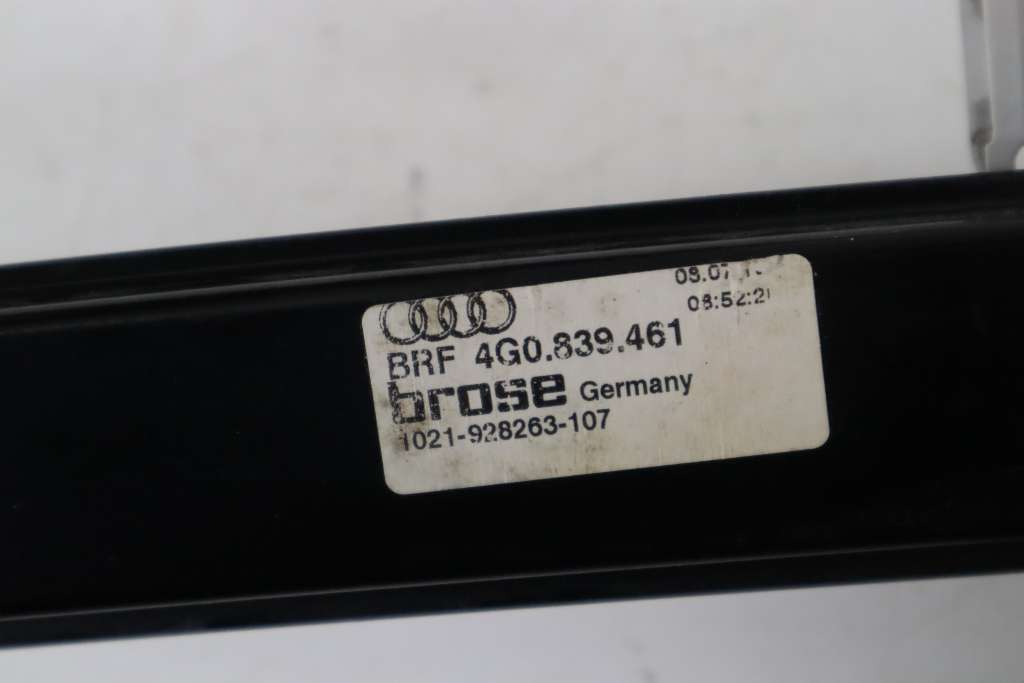 BRF 4G0.839.461
brose Germany
1021-928263-107